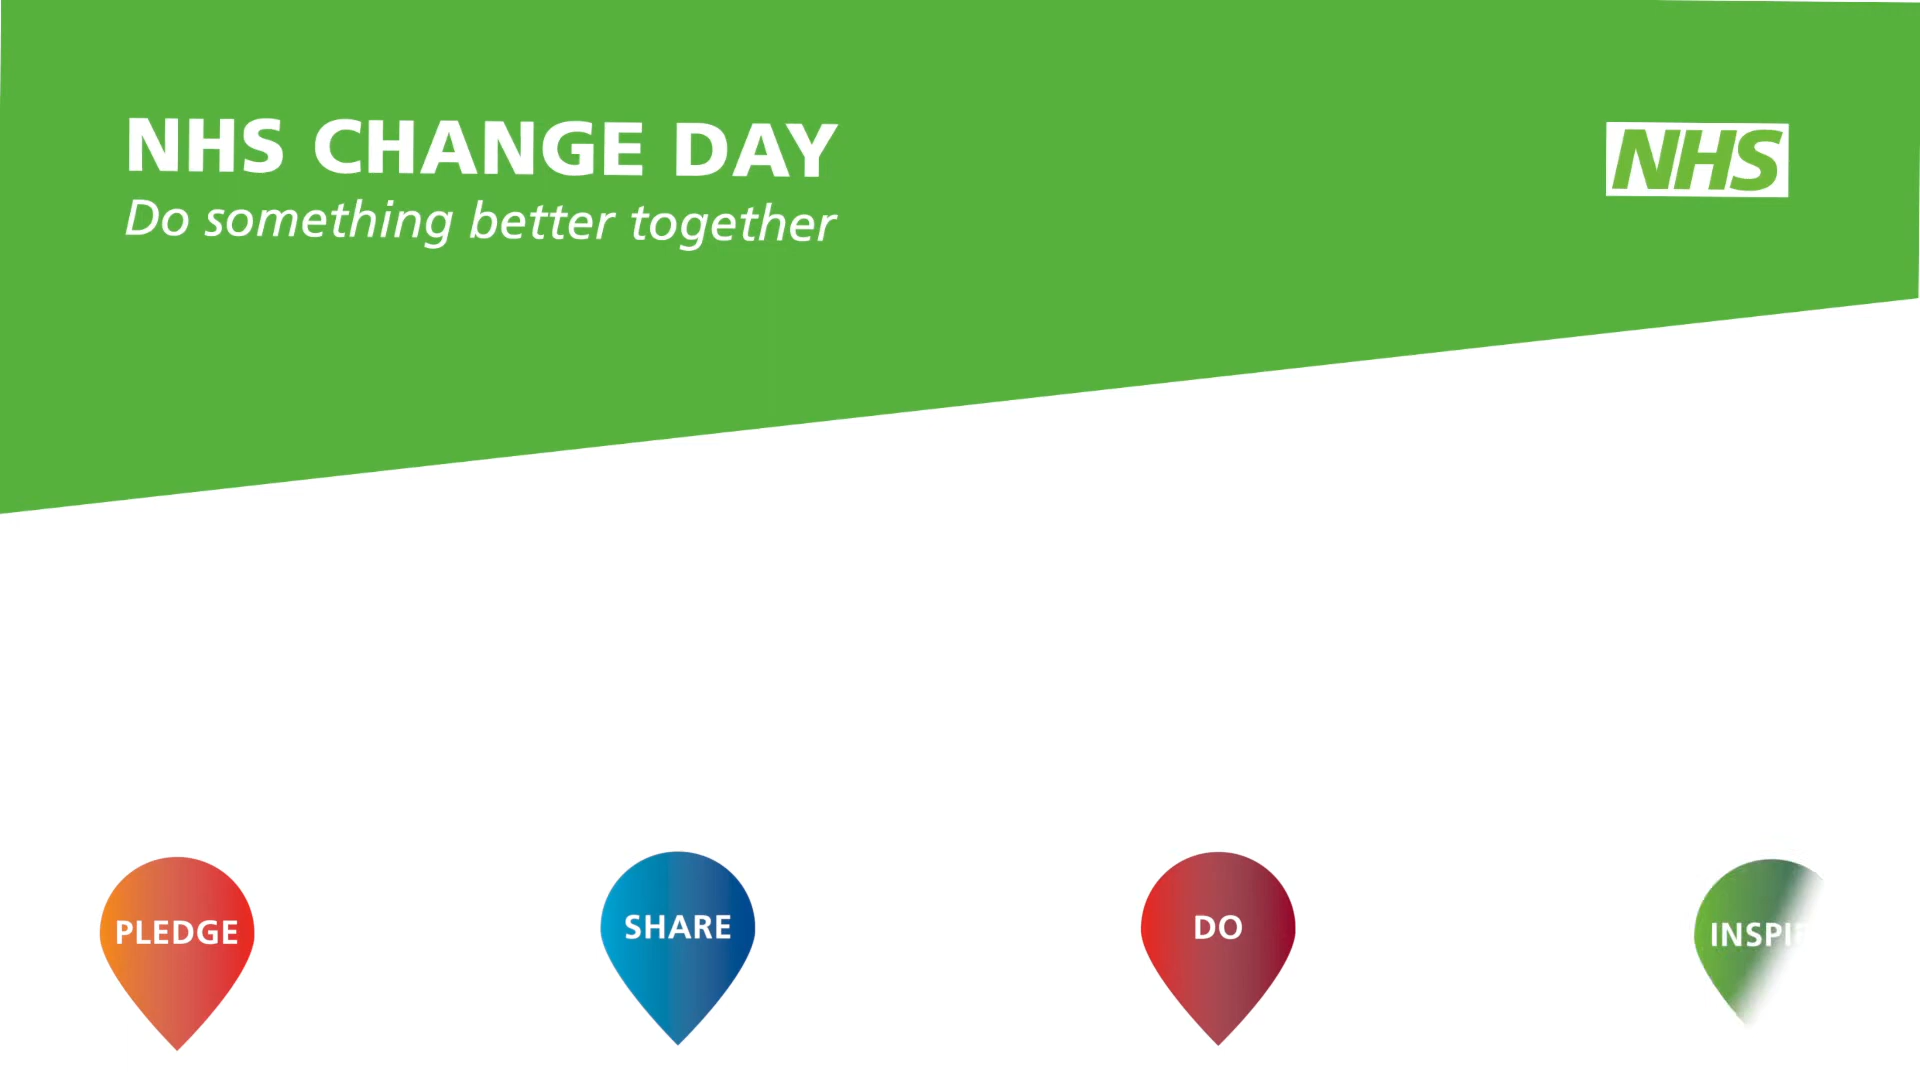 NHS CHANGE DAY
Do something better together
NHS
PLEDGE
SHARE
DO